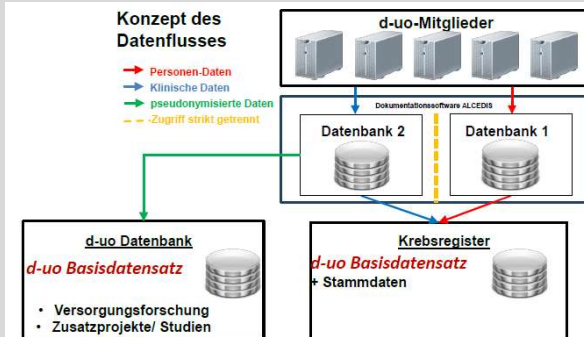 Konzept des
Datenflusses
Personen-Daten
Klinische Daten
pseudonymisierte Daten
Zugriff strikt getrennt
d-uo-Mitglieder
Dokumentationssoftware ALCEDIS
Datenbank 2
Datenbank 1
d-uo Datenbank
d-uo Basisdatensatz
• Versorgungsforschung
• Zusatzprojekte/ Studien
Krebsregister
d-uo Basisdatensatz
+ Stammdaten